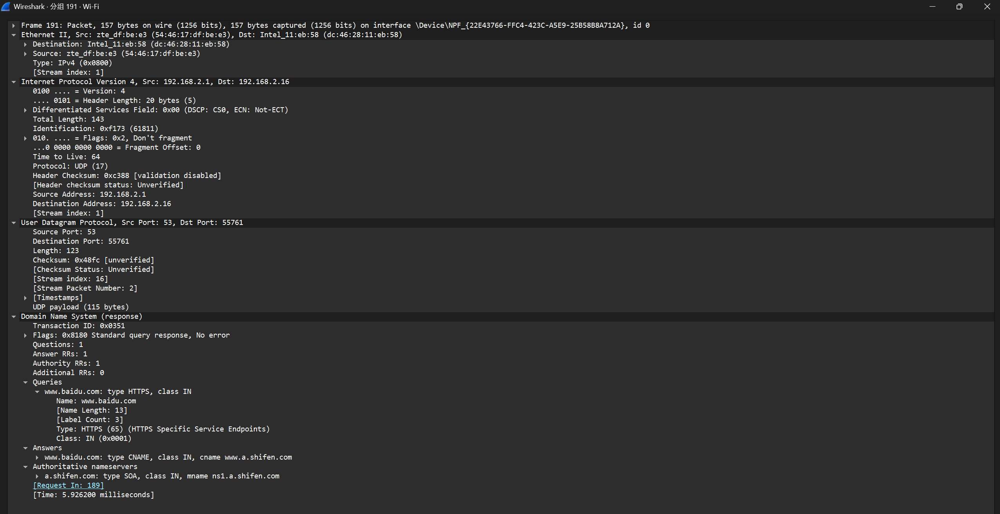 Wireshark · 分组 191 · Wi-Fi
Frame 191: Packet, 157 bytes on wire (1256 bits), 157 bytes captured (1256 bits) on interface \Device\NPF_{22E43766-FFC4-423C-A5E9-25B58B8A712A}, id 0
Ethernet II, Src: zte_df:be:e3 (54:46:17:df:be:e3), Dst: Intel_11:eb:58 (dc:46:28:11:eb:58)
Destination: Intel_11:eb:58 (dc:46:28:11:eb:58)
Source: zte_df:be:e3 (54:46:17:df:be:e3)
Type: IPv4 (0x0800)
[Stream index: 1]
Internet Protocol Version 4, Src: 192.168.2.1, Dst: 192.168.2.16
0100 .... = Version: 4
.... 0101 = Header Length: 20 bytes (5)
Differentiated Services Field: 0x00 (DSCP: CS0, ECN: Not-ECT)
Total Length: 143
Identification: 0xf173 (61811)
010. .... = Flags: 0x2, Don't fragment
...0 0000 0000 0000 = Fragment Offset: 0
Time to Live: 64
Protocol: UDP (17)
Header Checksum: 0xc388 [validation disabled]
[Header checksum status: Unverified]
Source Address: 192.168.2.1
Destination Address: 192.168.2.16
[Stream index: 1]
User Datagram Protocol, Src Port: 53, Dst Port: 55761
Source Port: 53
Destination Port: 55761
Length: 123
Checksum: 0x48fc [unverified]
[Checksum Status: Unverified]
[Stream index: 16]
[Stream Packet Number: 2]
[Timestamps]
UDP payload (115 bytes)
Domain Name System (response)
Transaction ID: 0x0351
Flags: 0x8180 Standard query response, No error
Questions: 1
Answer RRs: 1
Authority RRs: 1
Additional RRs: 0
Queries
www.baidu.com: type HTTPS, class IN
Name: www.baidu.com
[Name Length: 13]
[Label Count: 3]
Type: HTTPS (65) (HTTPS Specific Service Endpoints)
Class: IN (0x0001)
Answers
www.baidu.com: type CNAME, class IN, cname www.a.shifen.com
Authoritative nameservers
a.shifen.com: type SOA, class IN, mname ns1.a.shifen.com
[Request In: 189]
[Time: 5.926200 milliseconds]